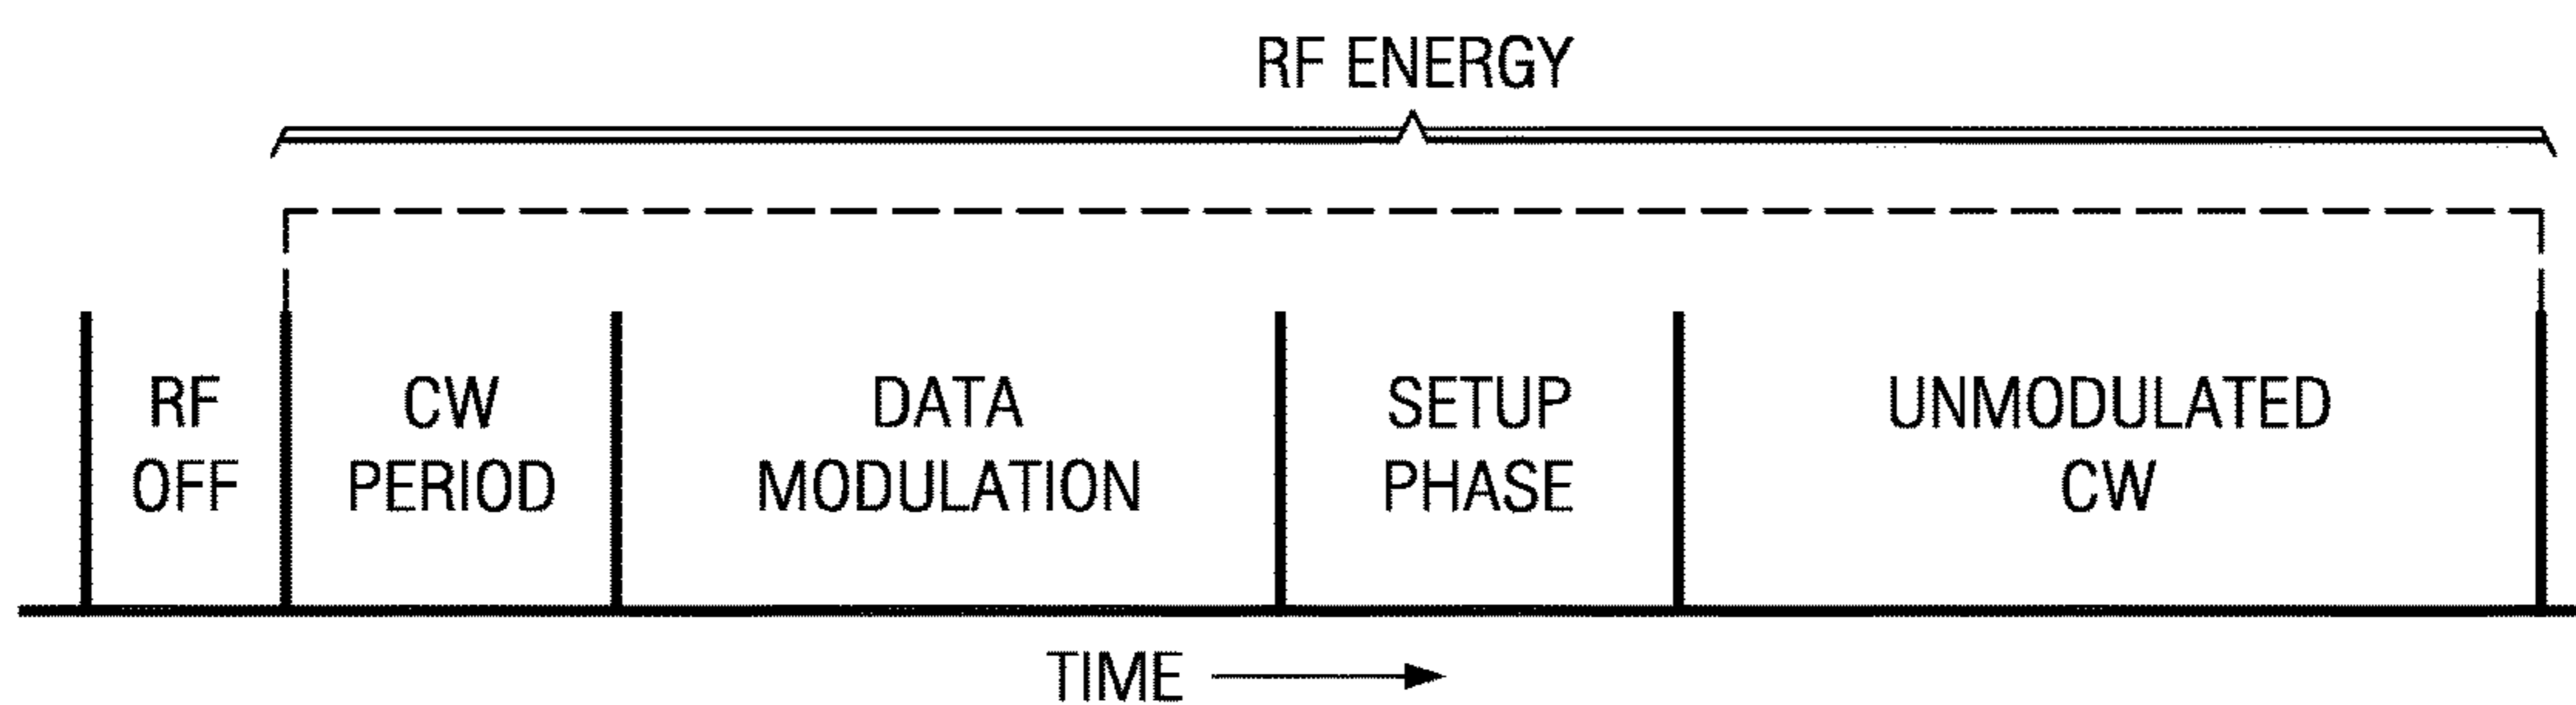 RF ENERGY
RF
OFF
CW
PERIOD
DATA
MODULATION
SETUP
PHASE
UNMODULATED
CW
TIME